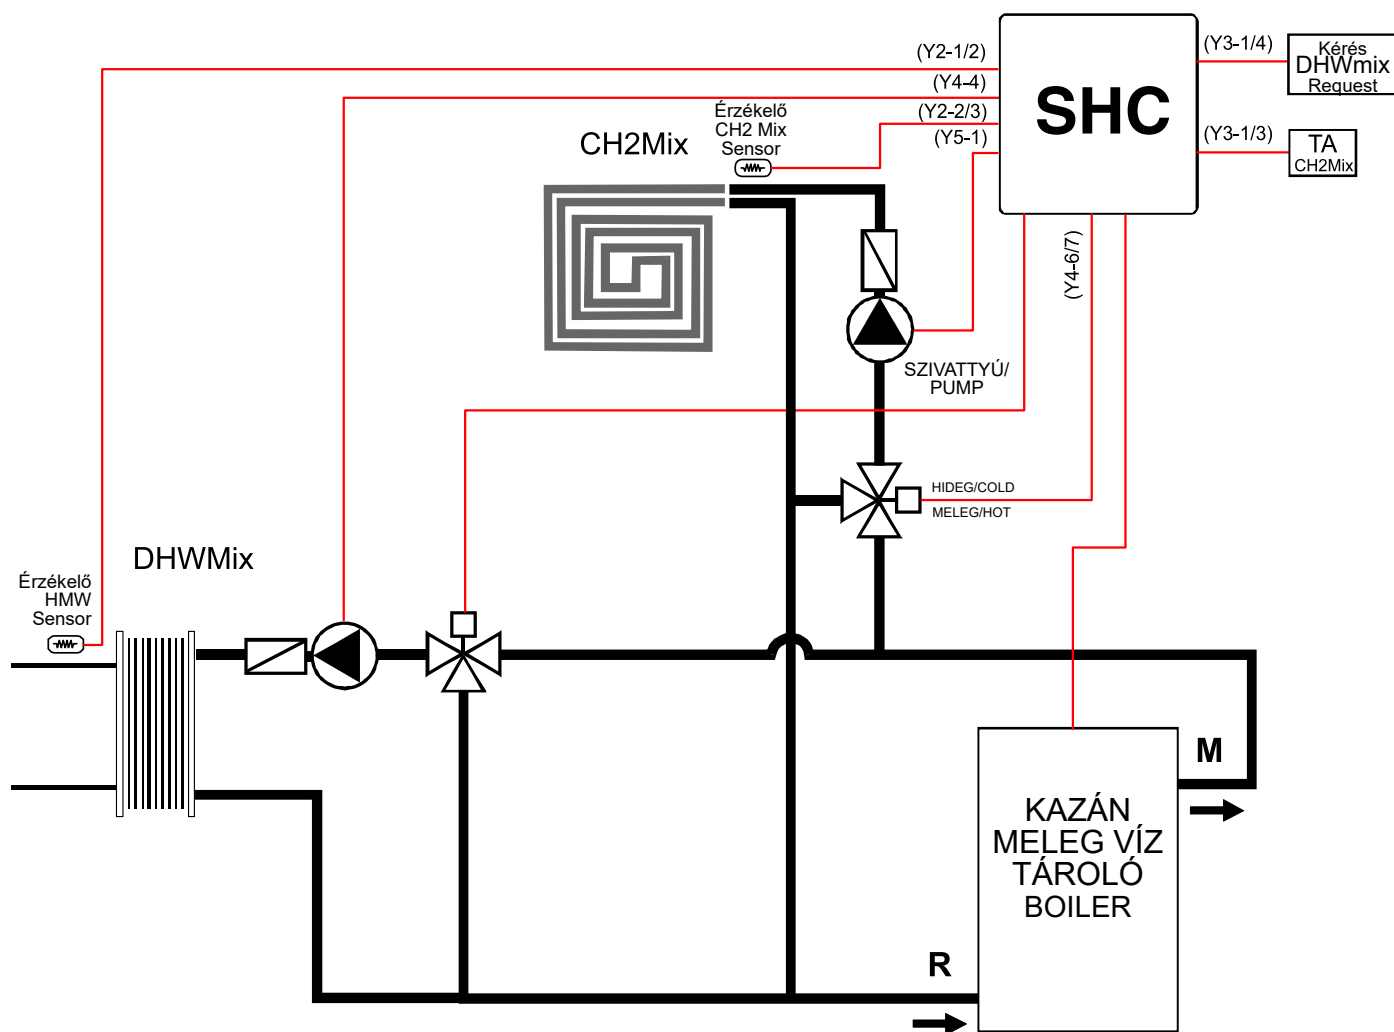 (Y2-1/2)
(Y4-4)
(Y2-2/3)
(Y5-1)
SHC
(Y3-1/4)
Kérés
DHWmix
Request
(Y3-1/3)
TA
CH2Mix
Érzékelő
CH2 Mix
Sensor
CH2Mix
(Y4-6/7)
SZIVATTYÚ/
PUMP
HIDEG/COLD
MELEG/HOT
DHWMix
Érzékelő
HMW
Sensor
M
KAZÁN
MELEG VÍZ
TÁROLÓ
BOILER
R